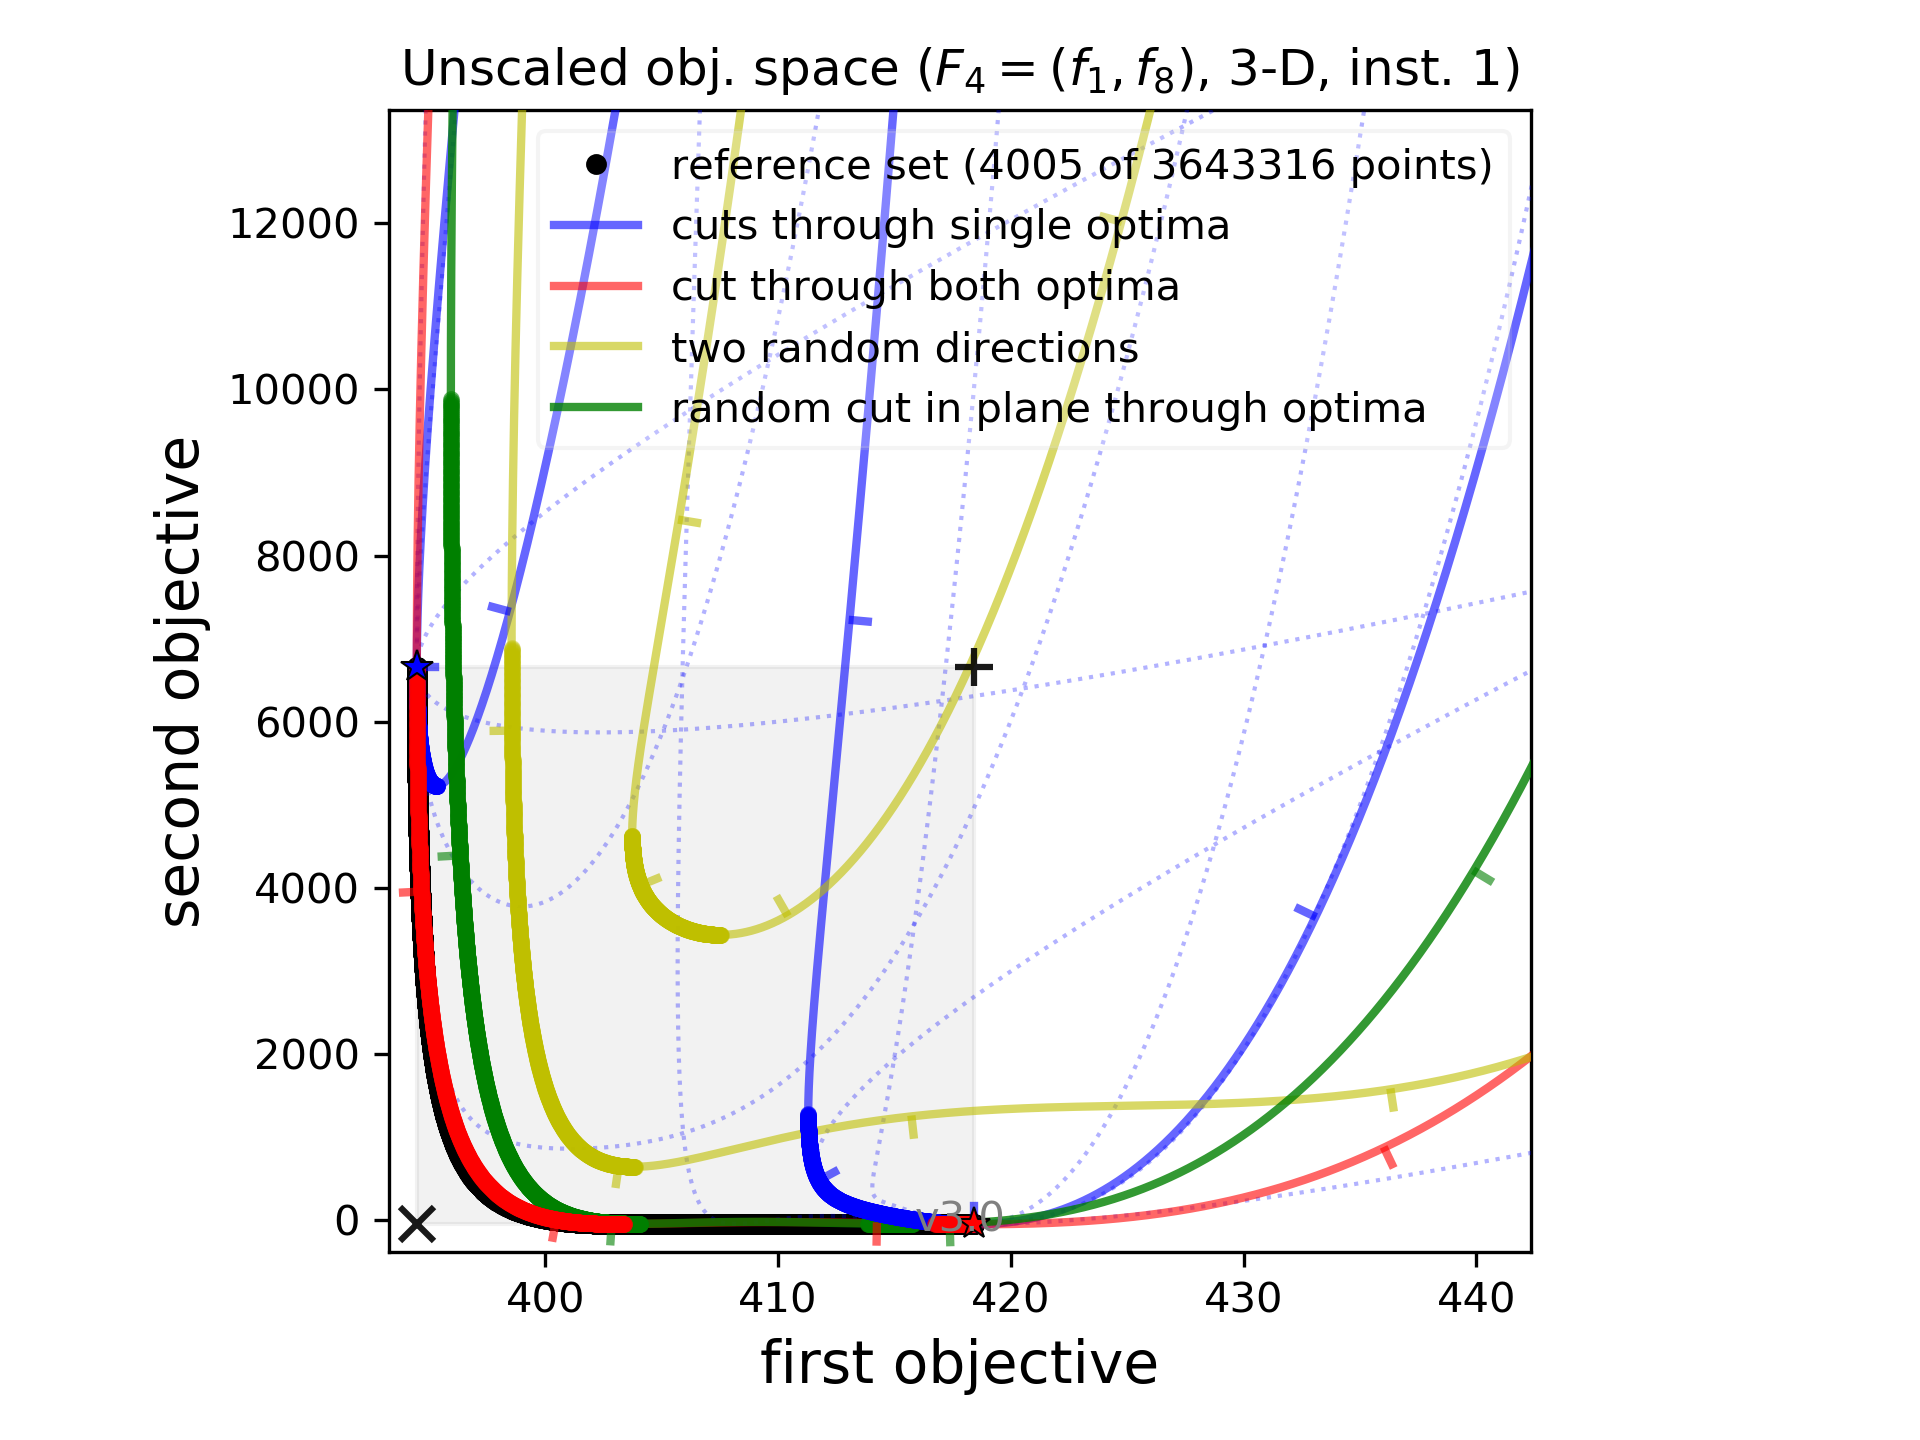 Unscaled obj. space (F₄ = (f₁, f₈), 3-D, inst. 1)
reference set (4005 of 3643316 points)
cuts through single optima
cut through both optima
two random directions
random cut in plane through optima
12000
10000
8000
6000
4000
2000
0
second objective
v3.0
400
410
420
430
440
first objective